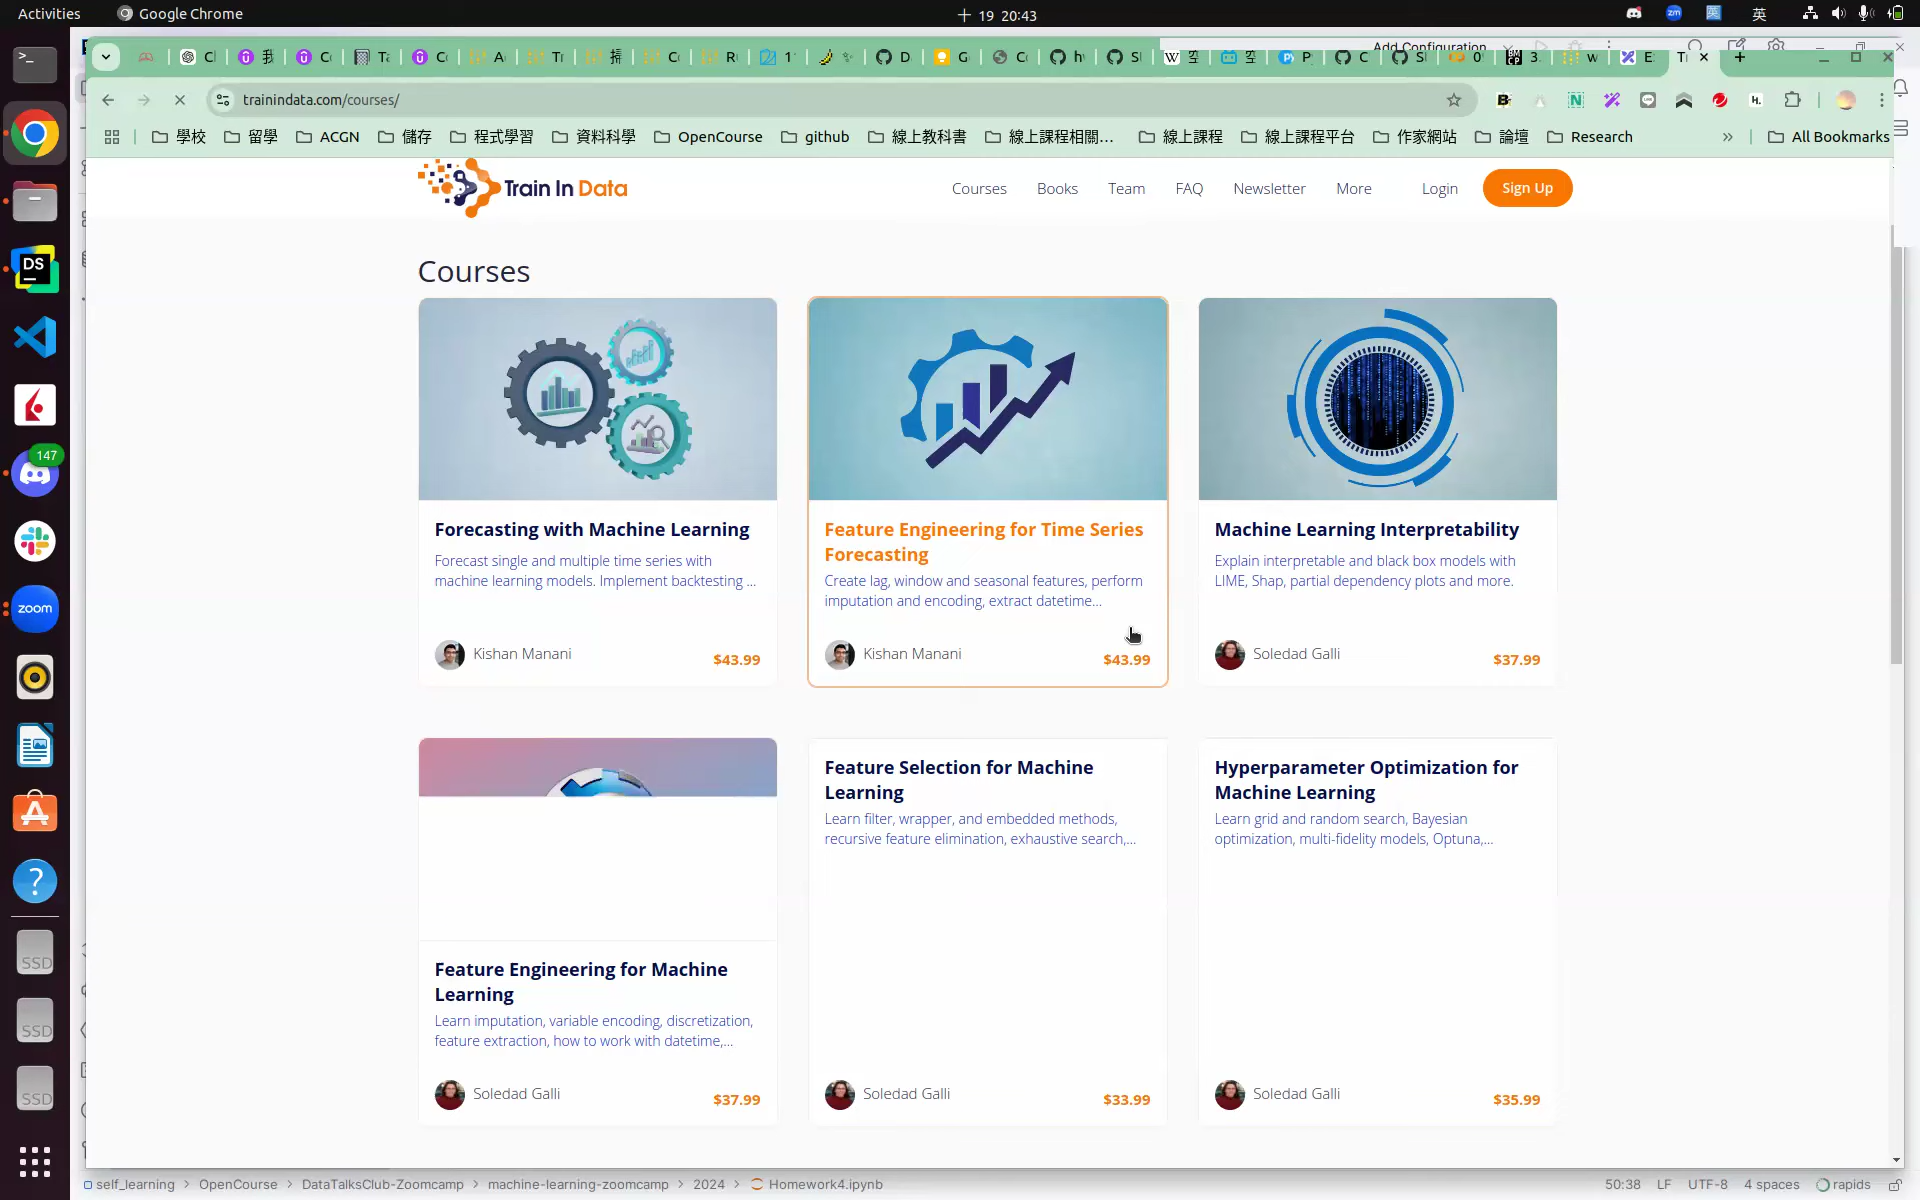 Activities
Google Chrome
19 20:43
英
Add Configuration
trainindata.com/courses/
學校
留學
ACGN
儲存
程式學習
資料科學
OpenCourse
github
線上教科書
線上課程相關...
線上課程
線上課程平台
作家網站
論壇
Research
»
All Bookmarks
Train In Data
Courses
Books
Team
FAQ
Newsletter
More
Login
Sign Up
Courses
Forecasting with Machine Learning
Forecast single and multiple time series with
machine learning models. Implement backtesting ...
Kishan Manani
$43.99
Feature Engineering for Time Series
Forecasting
Create lag, window and seasonal features, perform
imputation and encoding, extract datetime...
Kishan Manani
$43.99
Machine Learning Interpretability
Explain interpretable and black box models with
LIME, Shap, partial dependency plots and more.
Soledad Galli
$37.99
Feature Engineering for Machine
Learning
Learn imputation, variable encoding, discretization,
feature extraction, how to work with datetime,...
Soledad Galli
$37.99
Feature Selection for Machine
Learning
Learn filter, wrapper, and embedded methods,
recursive feature elimination, exhaustive search,...
Soledad Galli
$33.99
Hyperparameter Optimization for
Machine Learning
Learn grid and random search, Bayesian
optimization, multi-fidelity models, Optuna,...
Soledad Galli
$35.99
DS
147
zoom
SSD
SSD
SSD
self_learning > OpenCourse > DataTalksClub-Zoomcamp > machine-learning-zoomcamp > 2024 > Homework4.ipynb
50:38 LF UTF-8 4 spaces rapids